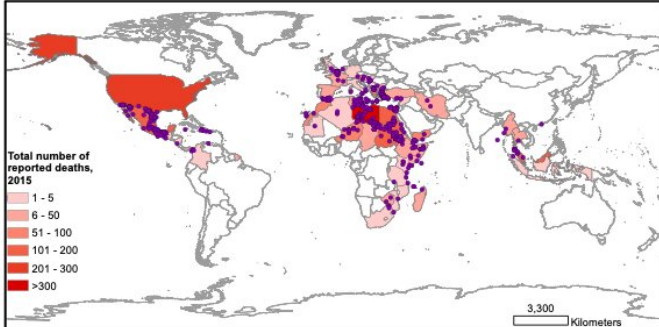 Total number of
reported deaths,
2015
1 - 5
6 - 50
51 - 100
101 - 200
201 - 300
>300
3,300
Kilometers